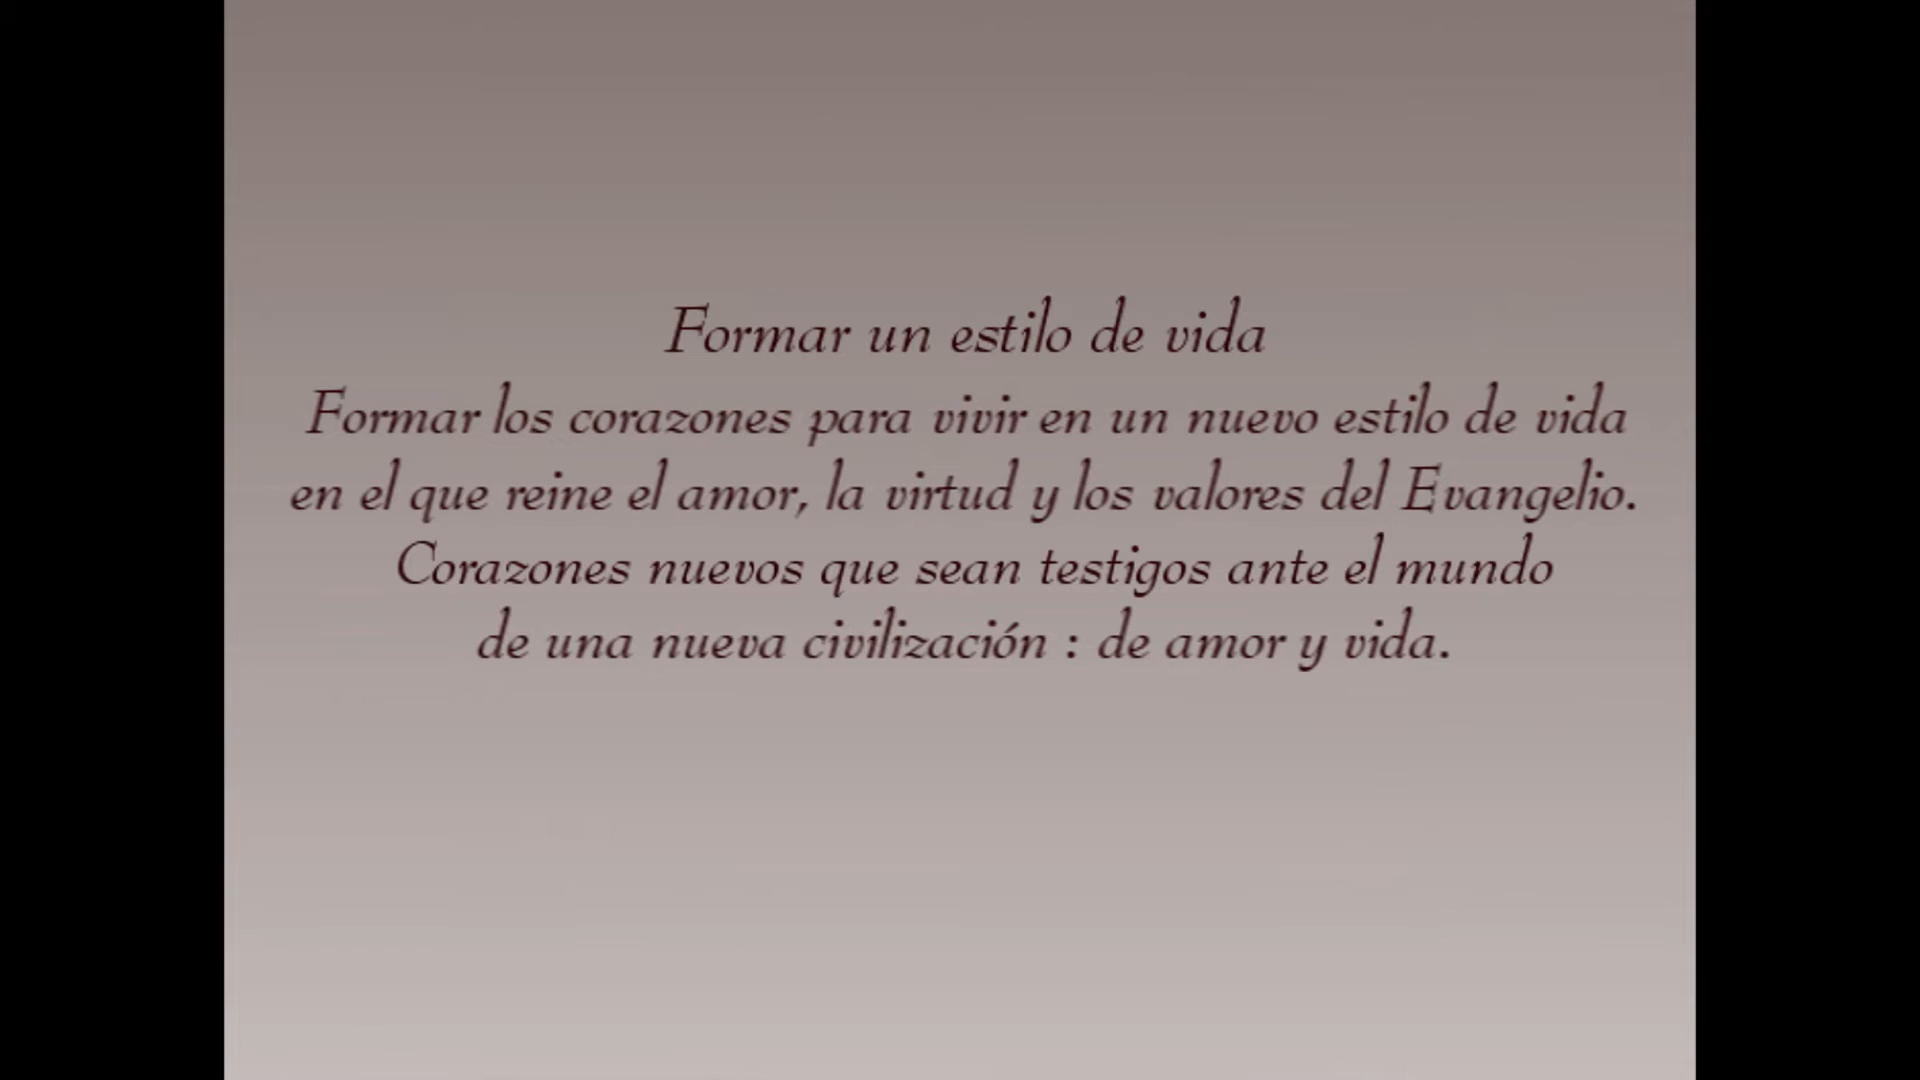 Formar un estilo de vida
Formar los corazones para vivir en un nuevo estilo de vida
en el que reine el amor, la virtud y los valores del Evangelio.
Corazones nuevos que sean testigos ante el mundo
de una nueva civilización : de amor y vida.